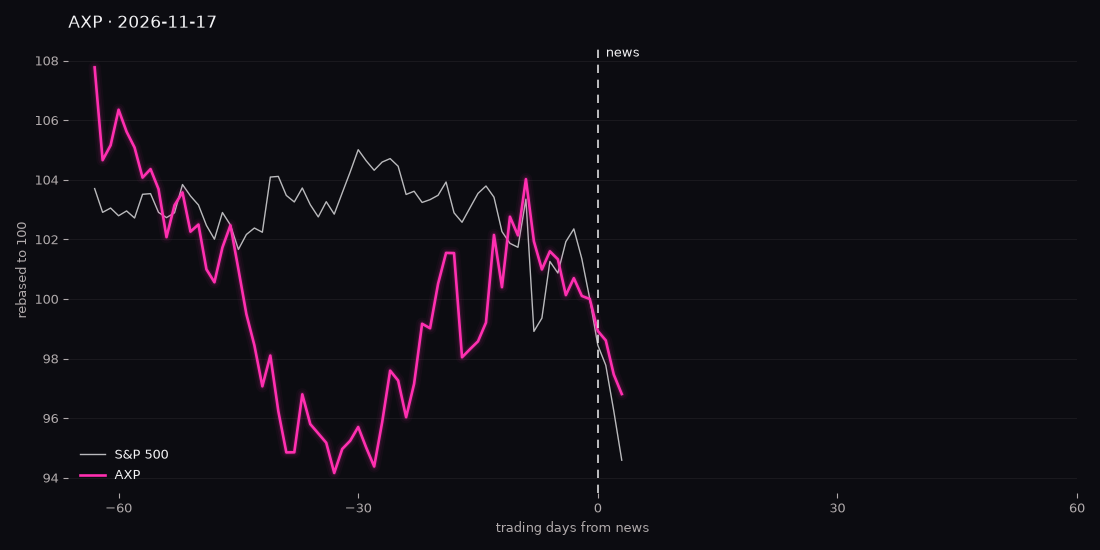 AXP · 2026-11-17
news
108
106
104
102
100
98
96
94
rebased to 100
S&P 500
AXP
−60
−30
0
30
60
trading days from news